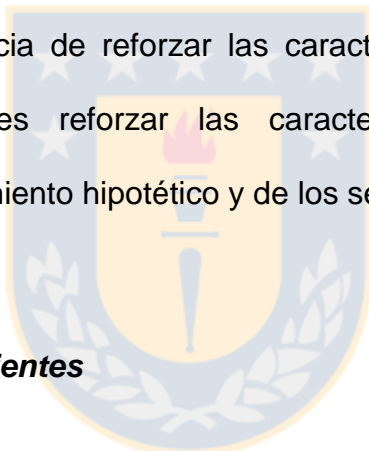 cia de reforzar las caract
es reforzar las caracte
miento hipotético y de los se
ientes